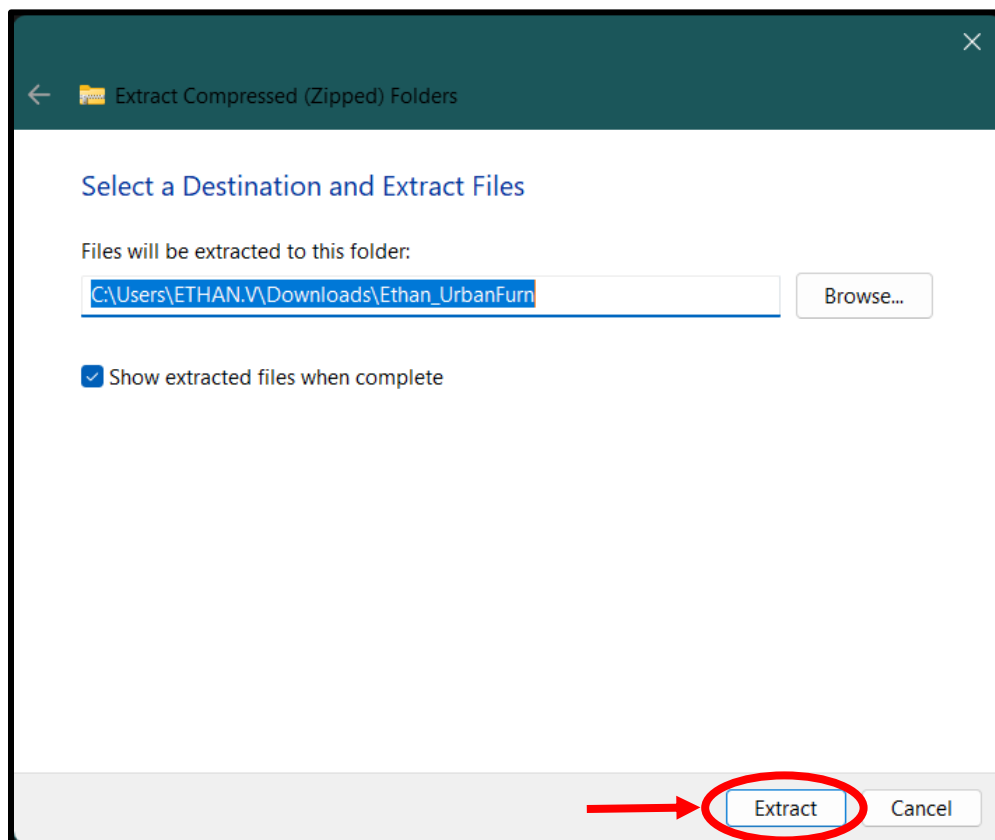 Extract Compressed (Zipped) Folders
Select a Destination and Extract Files
Files will be extracted to this folder:
C:\Users\ETHAN.V\Downloads\Ethan_UrbanFurn
Browse...
Show extracted files when complete
Extract
Cancel